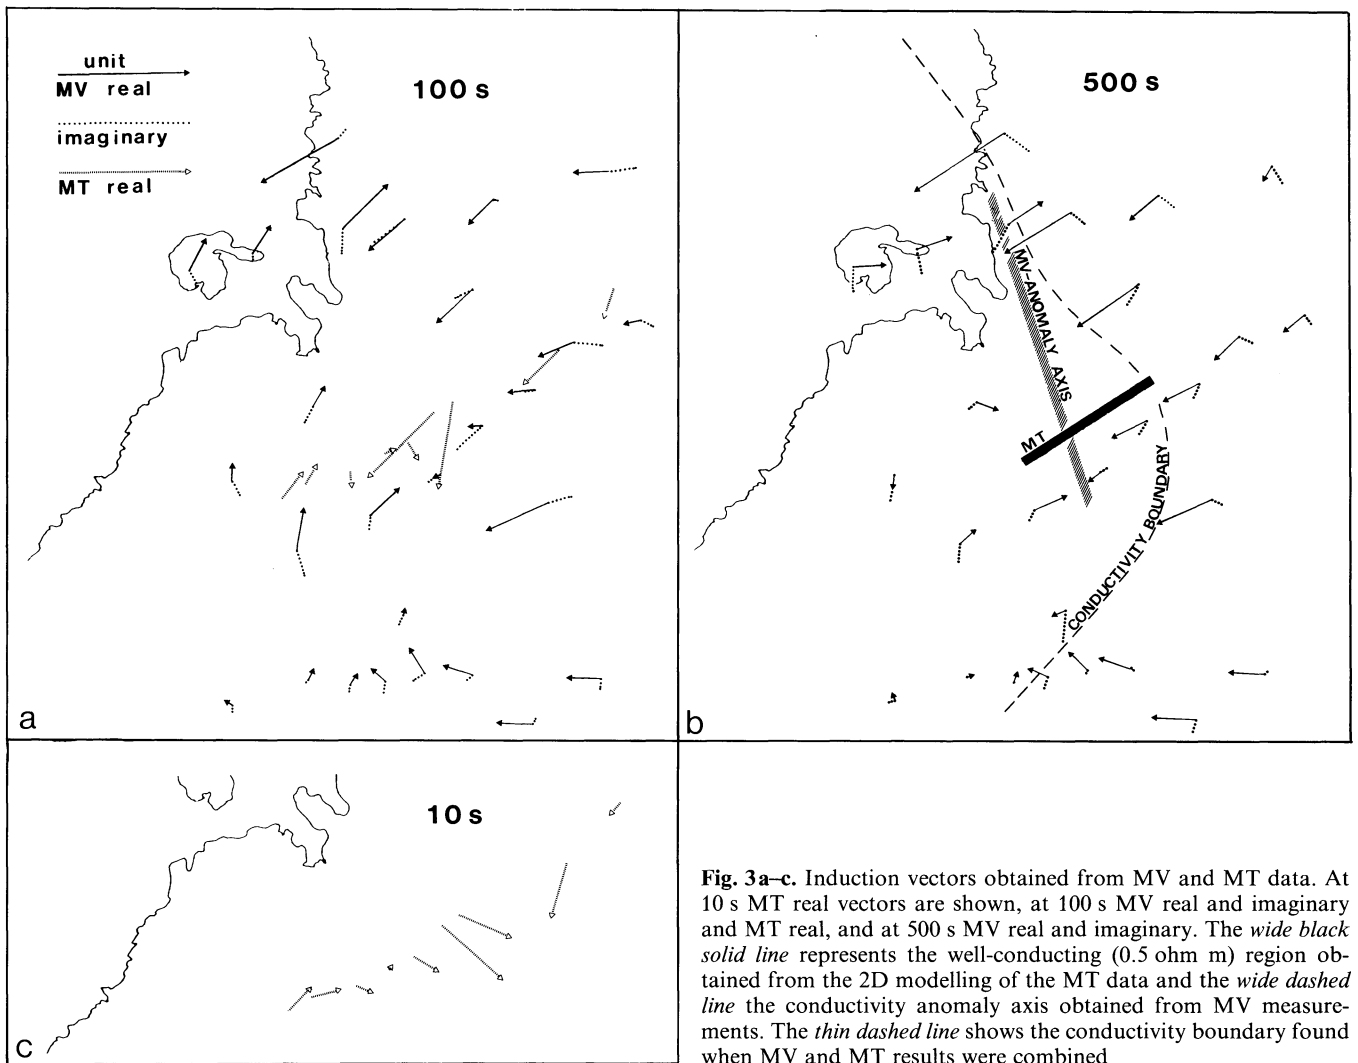 unit
MV real
imaginary
MT real
100 s
a
500 s
MV-ANOMALY AXIS
MT
CONDUCTIVITY BOUNDARY
b
10 s
c
Fig. 3a–c. Induction vectors obtained from MV and MT data. At
10 s MT real vectors are shown, at 100 s MV real and imaginary
and MT real, and at 500 s MV real and imaginary. The wide black
solid line represents the well-conducting (0.5 ohm m) region ob-
tained from the 2D modelling of the MT data and the wide dashed
line the conductivity anomaly axis obtained from MV measure-
ments. The thin dashed line shows the conductivity boundary found
when MV and MT results were combined